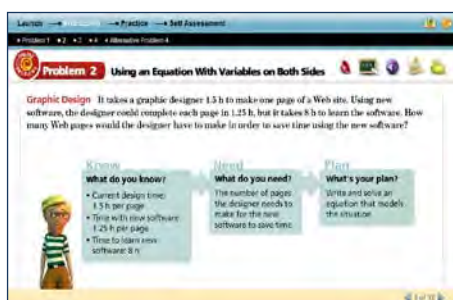 Launch → → Practice → Self Assessment
• Problem 1 • 2 • 3 • 4 • Alternative Problem 4
Problem 2 Using an Equation With Variables on Both Sides
Graphic Design It takes a graphic designer 1.5 h to make one page of a Web site. Using new
software, the designer could complete each page in 1.25 h, but it takes 8 h to learn the software. How
many Web pages would the designer have to make in order to save time using the new software?
Know
What do you know?
• Current design time:
1.5 h per page
• Time with new software:
1.25 h per page
• Time to learn new
software: 8 h
Need
What do you need?
The number of pages
the designer needs to
make for the new
software to save time
Plan
What's your plan?
Write and solve an
equation that models
the situation.